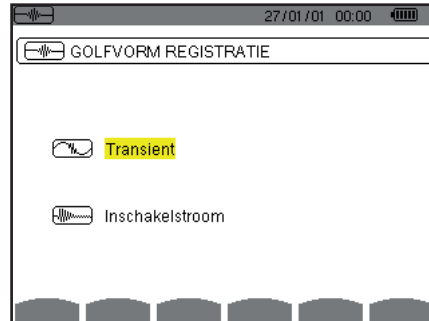 27/01/01 00:00
GOLFVORM REGISTRATIE
Transient
Inschakelstroom